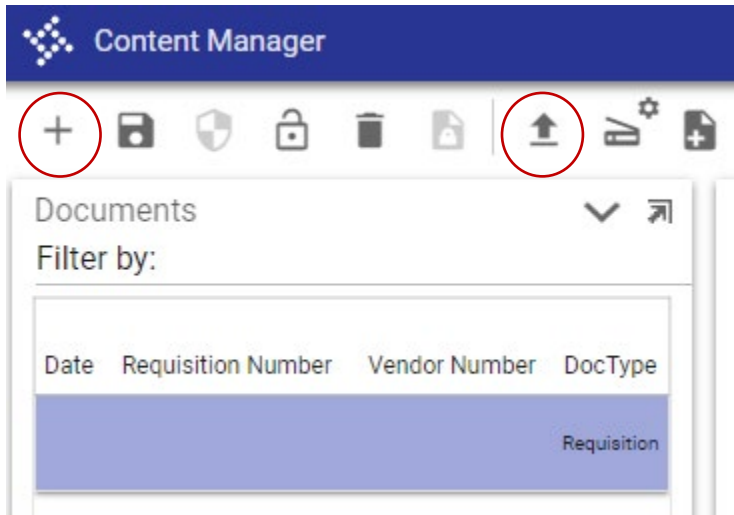 Content Manager
Documents
Filter by:
Date Requisition Number Vendor Number DocType
Requisition